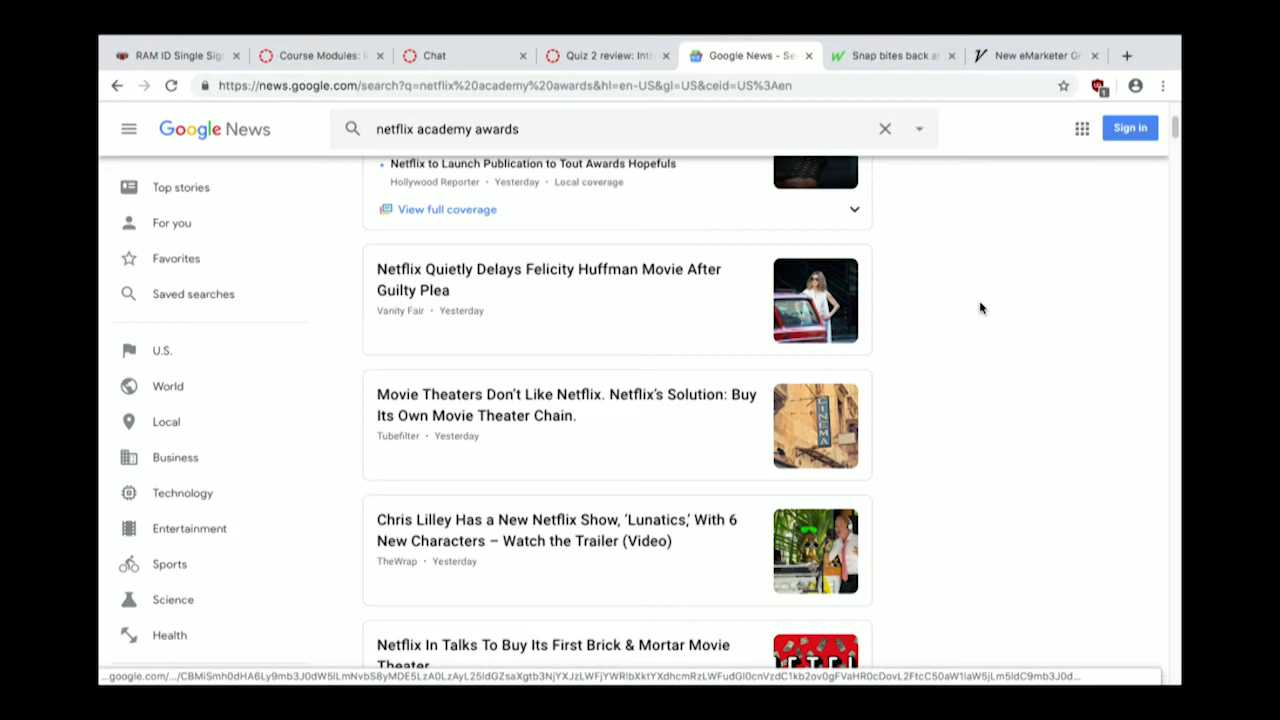 RAM ID Single Sig
Course Modules: I
Chat
Quiz 2 review: Intr
Google News - Se
Snap bites back a
New eMarketer G
https://news.google.com/search?q=netflix%20academy%20awards&hl=en-US&gl=US&ceid=US%3Aen
1
Google News
netflix academy awards
Sign in
Top stories
For you
Favorites
Saved searches
U.S.
World
Local
Business
Technology
Entertainment
Sports
Science
Health
Netflix to Launch Publication to Tout Awards Hopefuls
Hollywood Reporter • Yesterday • Local coverage
View full coverage
Netflix Quietly Delays Felicity Huffman Movie After
Guilty Plea
Vanity Fair • Yesterday
Movie Theaters Don't Like Netflix. Netflix's Solution: Buy
Its Own Movie Theater Chain.
Tubefilter • Yesterday
CINEMA
Chris Lilley Has a New Netflix Show, 'Lunatics,' With 6
New Characters – Watch the Trailer (Video)
TheWrap • Yesterday
Netflix In Talks To Buy Its First Brick & Mortar Movie
Theater